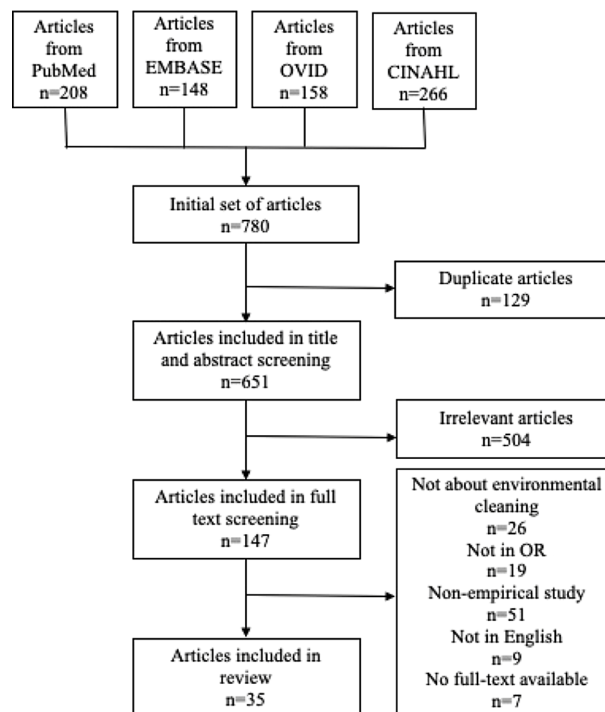 Articles
from
PubMed
n=208
Articles
from
EMBASE
n=148
Articles
from
OVID
n=158
Articles
from
CINAHL
n=266
Initial set of articles
n=780
Duplicate articles
n=129
Articles included in title
and abstract screening
n=651
Irrelevant articles
n=504
Articles included in full
text screening
n=147
Not about environmental
cleaning
n=26
Not in OR
n=19
Non-empirical study
n=51
Not in English
n=9
No full-text available
n=7
Articles included in
review
n=35